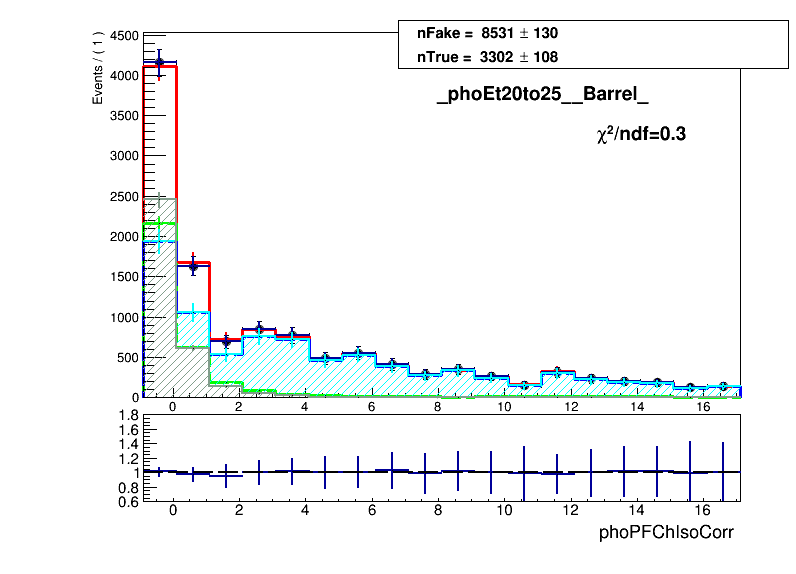 nFake = 8531 ± 130
nTrue = 3302 ± 108
_phoEt20to25__Barrel_
χ²/ndf=0.3
Events / ( 1 )
4500
4000
3500
3000
2500
2000
1500
1000
500
0
0 2 4 6 8 10 12 14 16
1.8
1.6
1.4
1.2
1
0.8
0.6
0 2 4 6 8 10 12 14 16
phoPFChIsoCorr